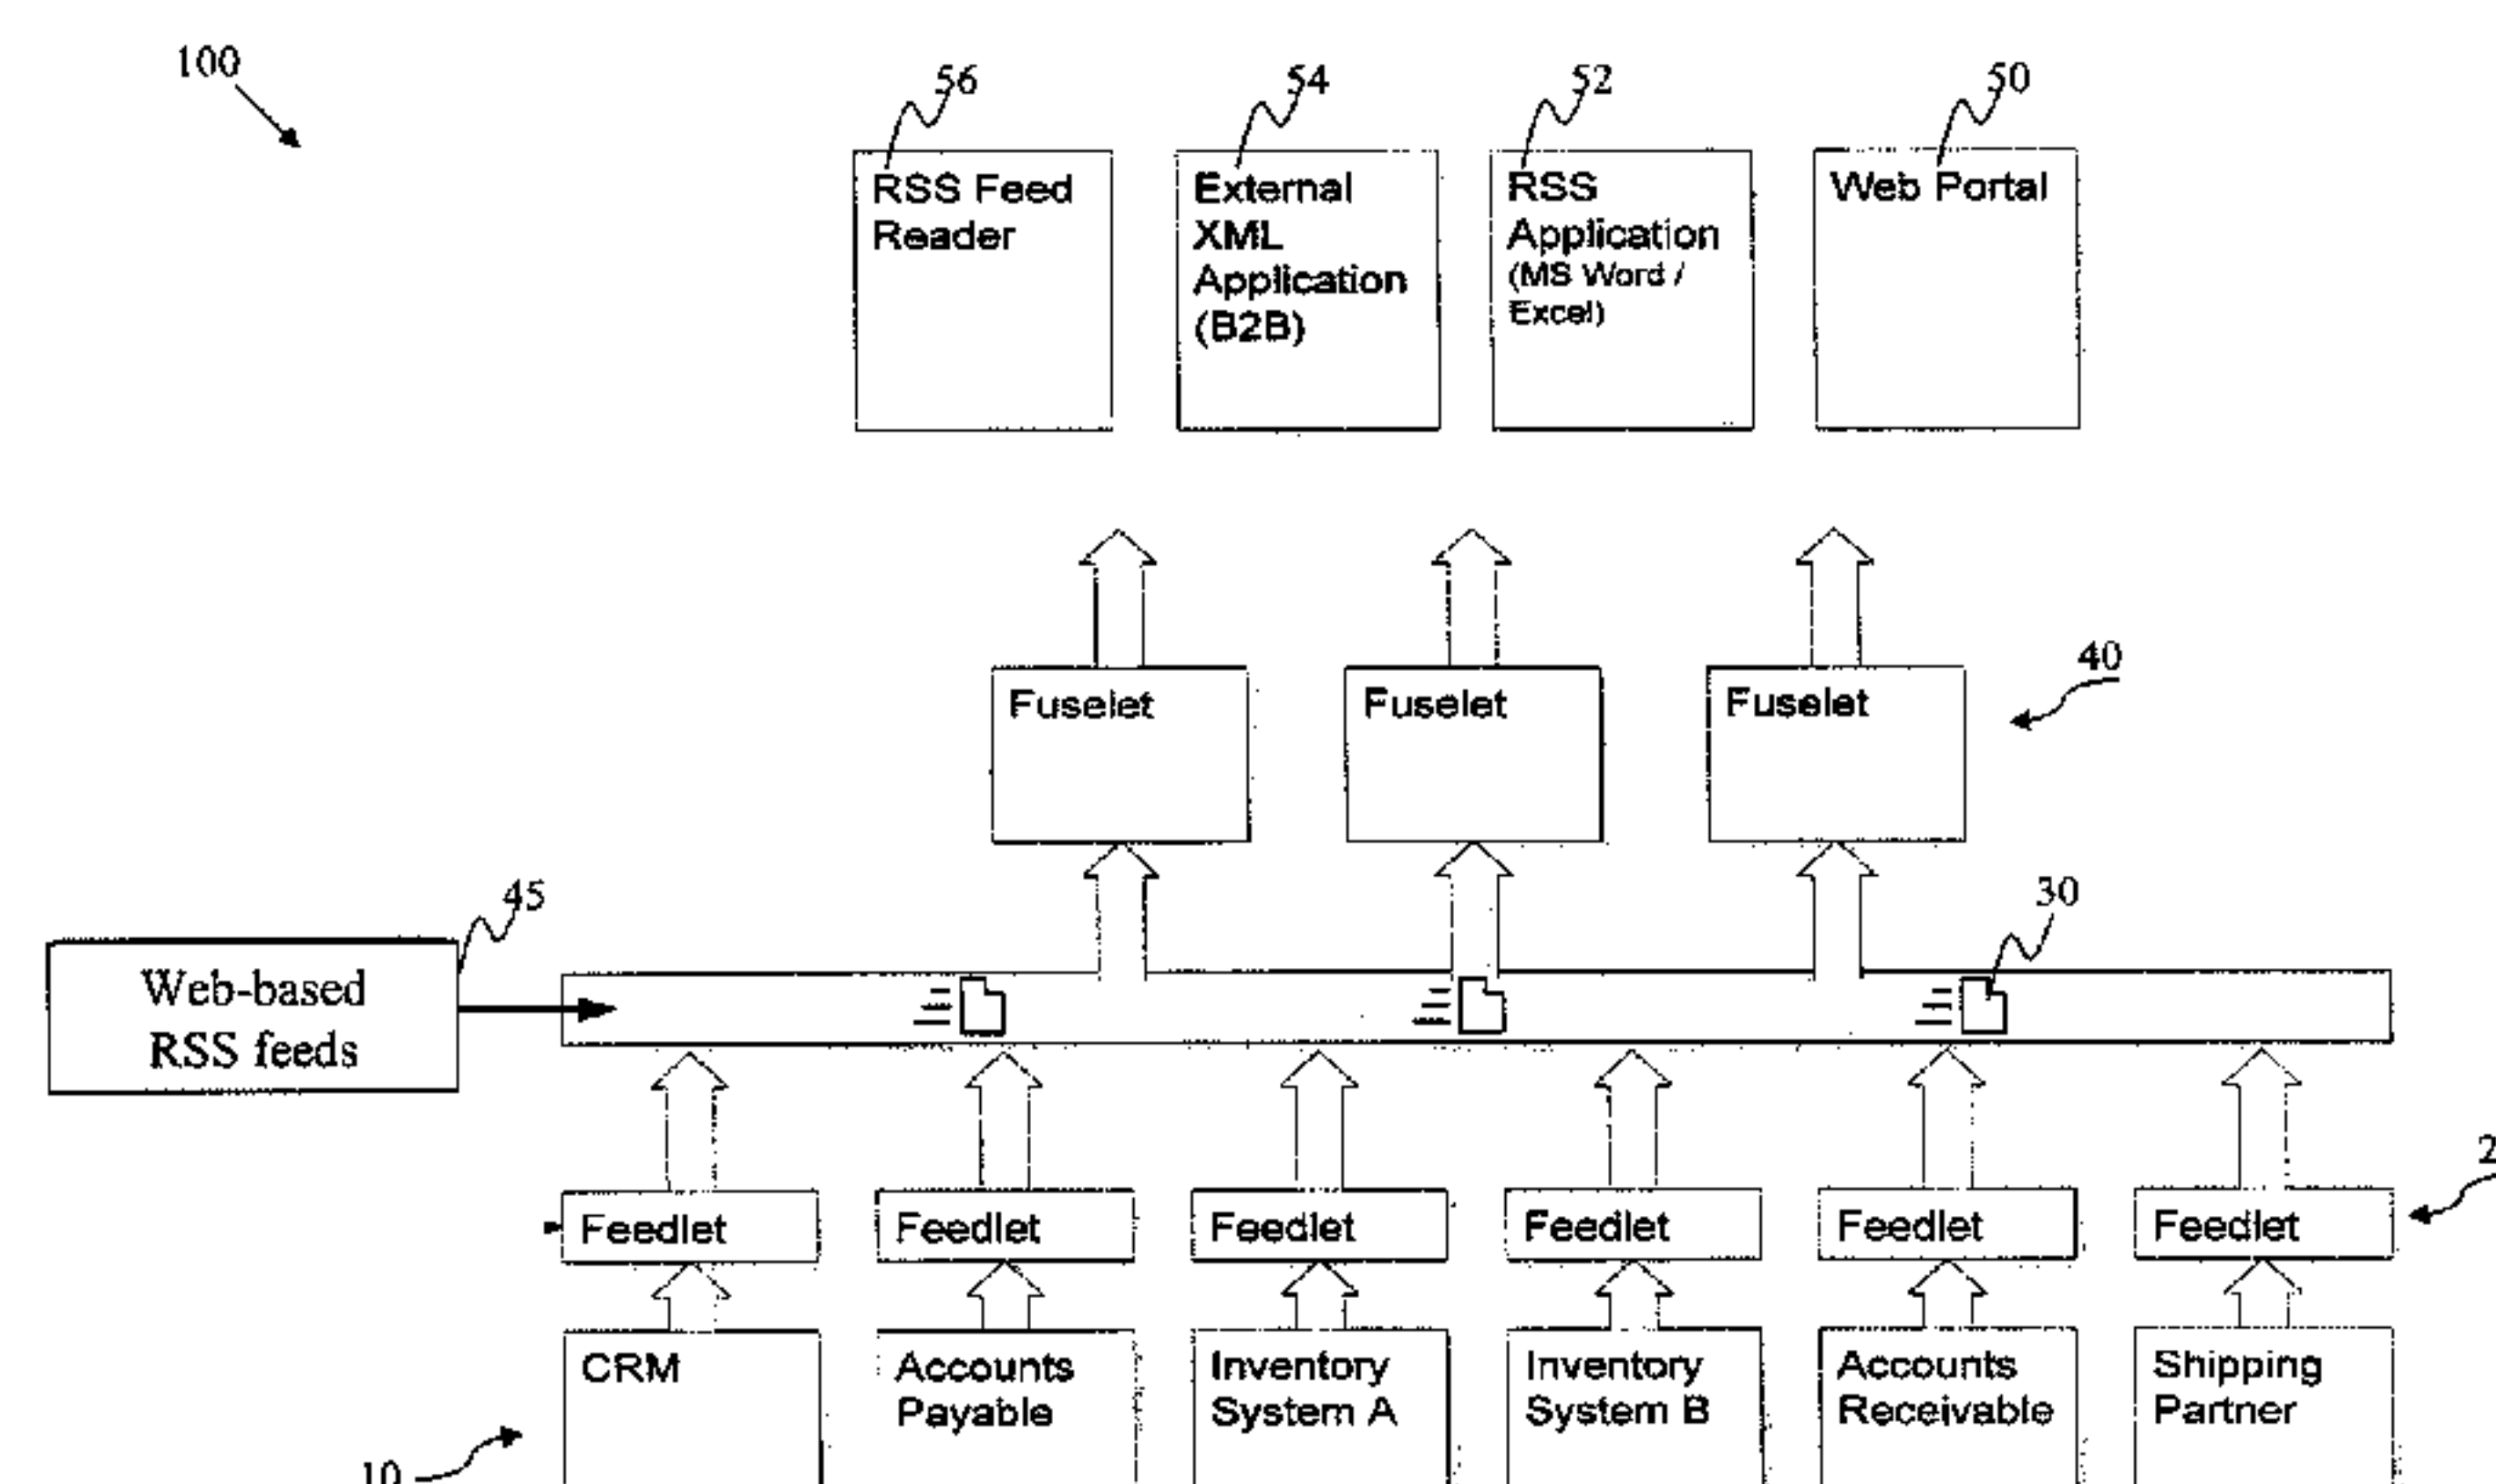 100
56
54
52
50
RSS Feed
Reader
External
XML
Application
(B2B)
RSS
Application
(MS Word /
Excel)
Web Portal
40
Fuselet
Fuselet
Fuselet
45
30
Web-based
RSS feeds
Feedlet
Feedlet
Feedlet
Feedlet
Feedlet
Feedlet
CRM
Accounts
Payable
Inventory
System A
Inventory
System B
Accounts
Receivable
Shipping
Partner
10